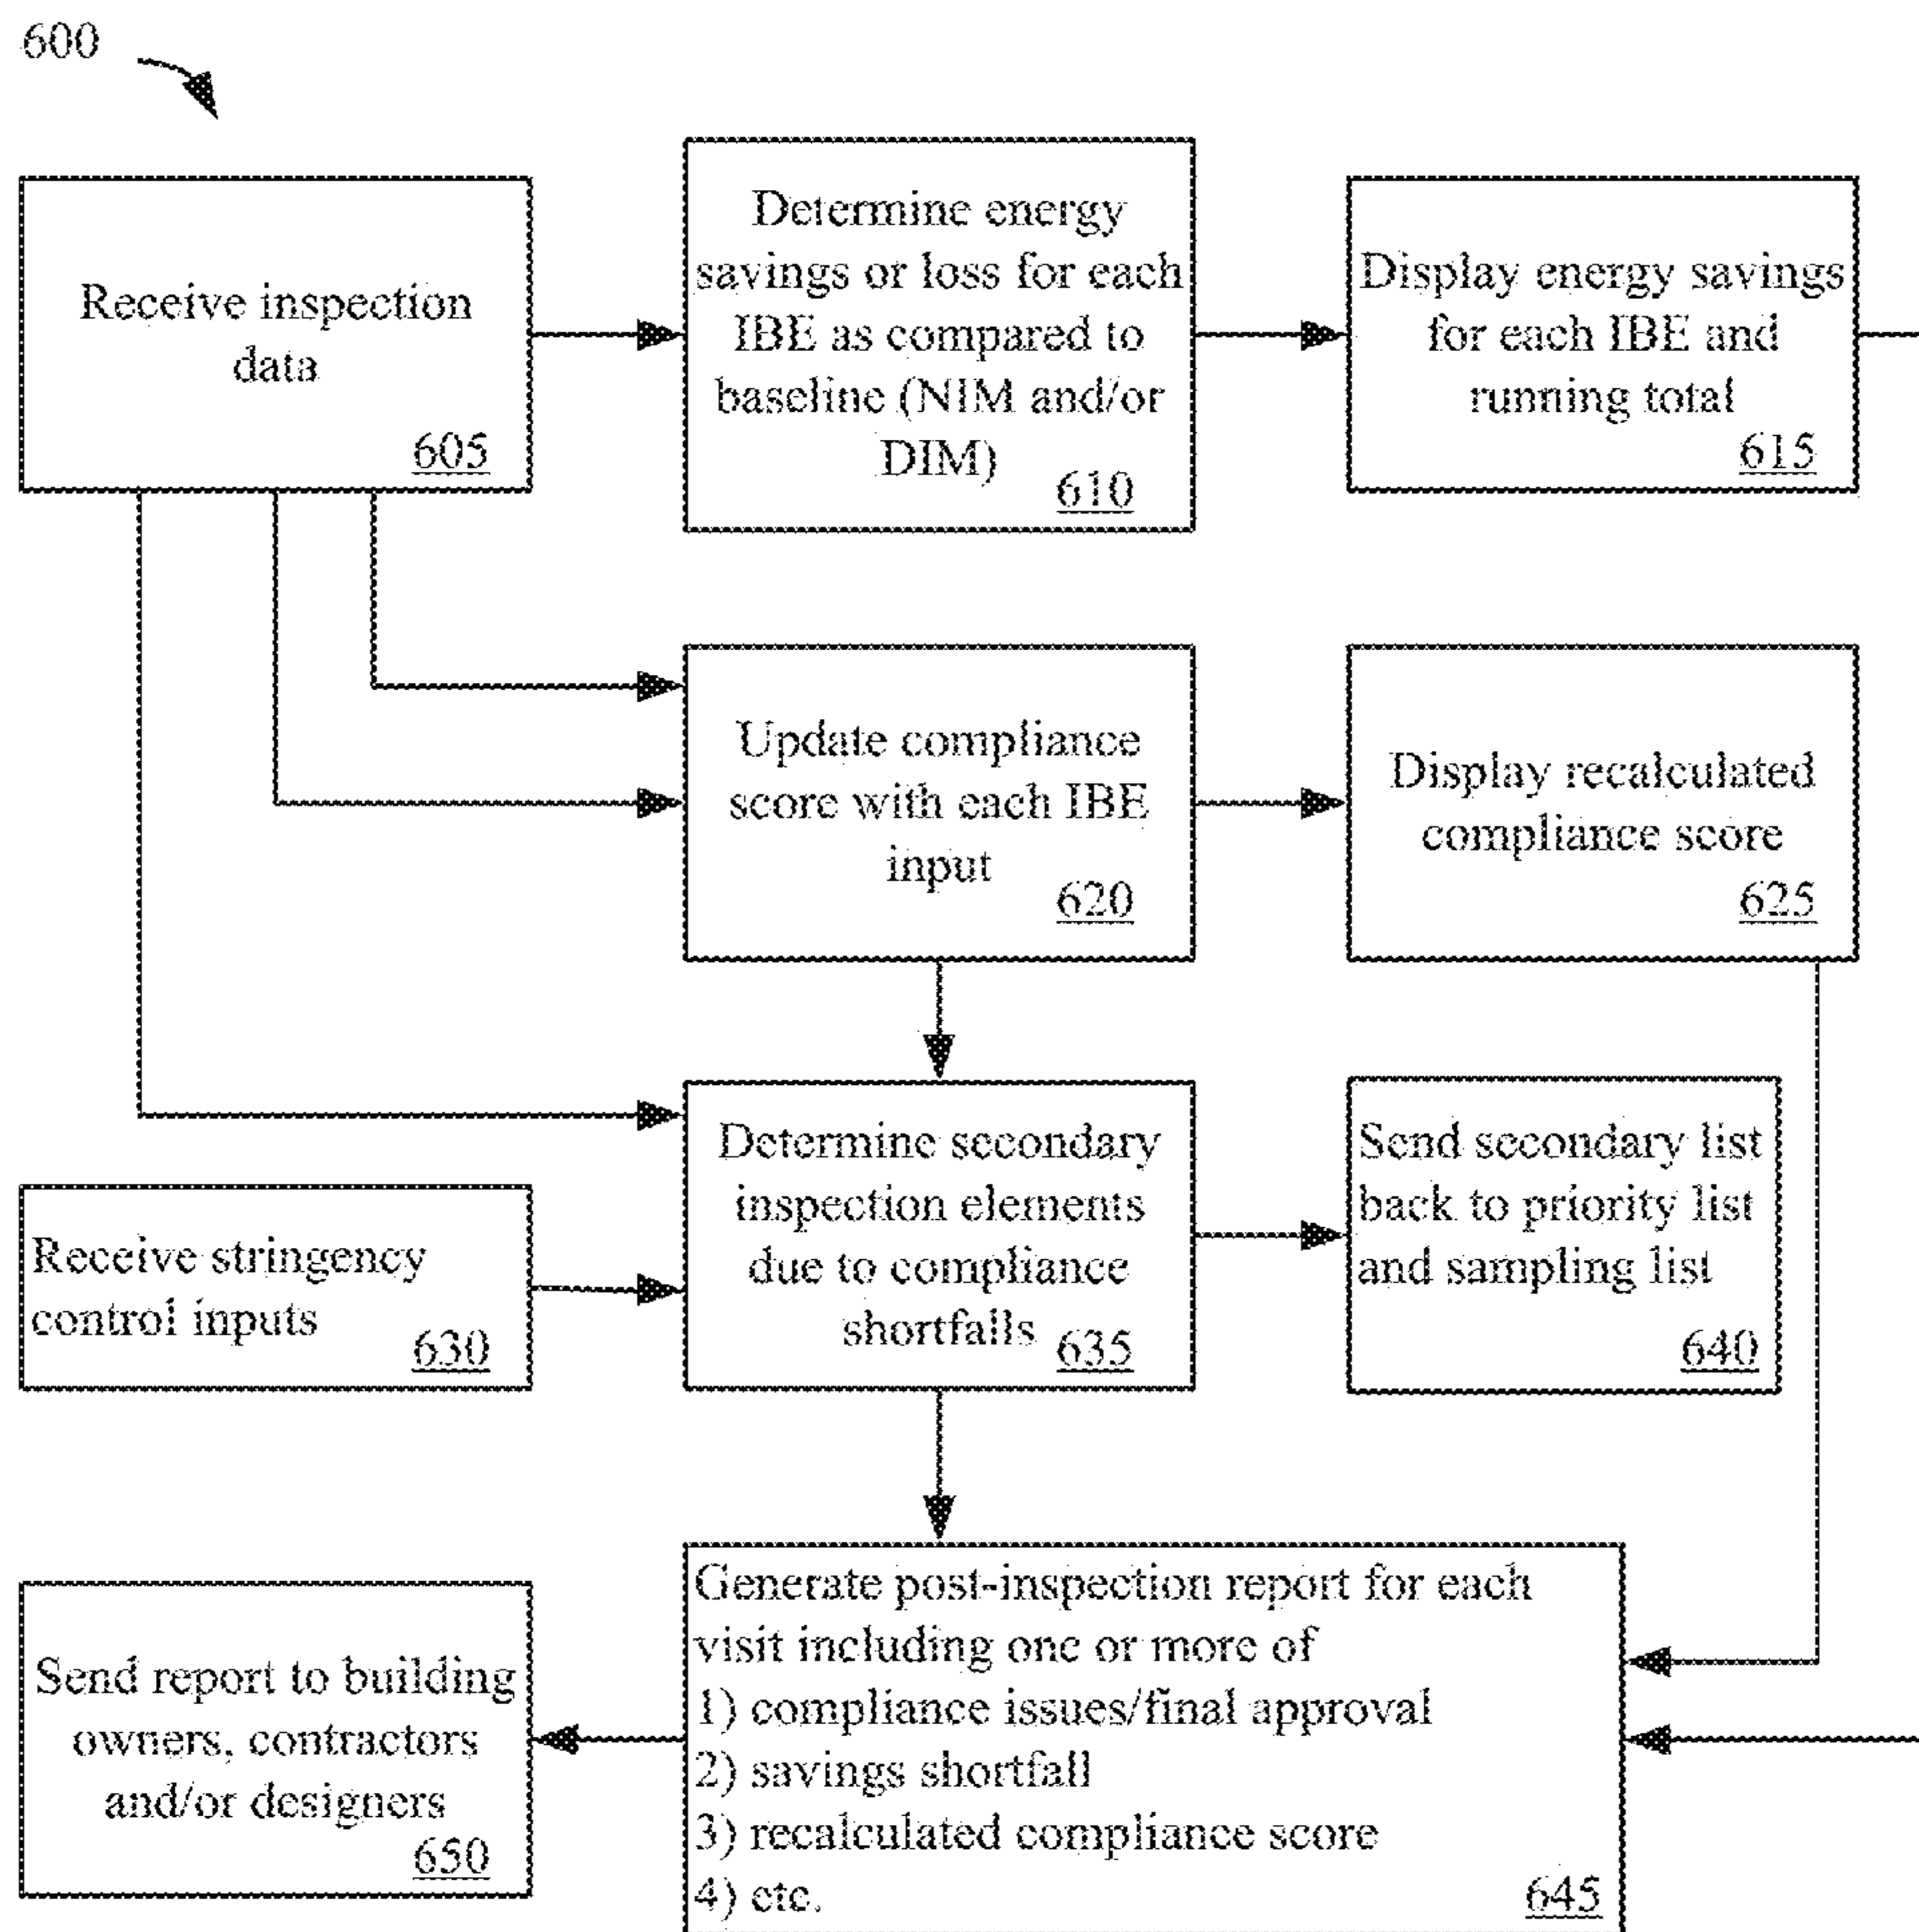 600
Receive inspection
data
605
Determine energy
savings or loss for each
IBE as compared to
baseline (NIM and/or
DIM)
610
Display energy savings
for each IBE and
running total
615
Update compliance
score with each IBE
input
620
Display recalculated
compliance score
625
Receive stringency
control inputs
630
Determine secondary
inspection elements
due to compliance
shortfalls
635
Send secondary list
back to priority list
and sampling list
640
Generate post-inspection report for each
visit including one or more of
1) compliance issues/final approval
2) savings shortfall
3) recalculated compliance score
4) etc.
645
Send report to building
owners, contractors
and/or designers
650